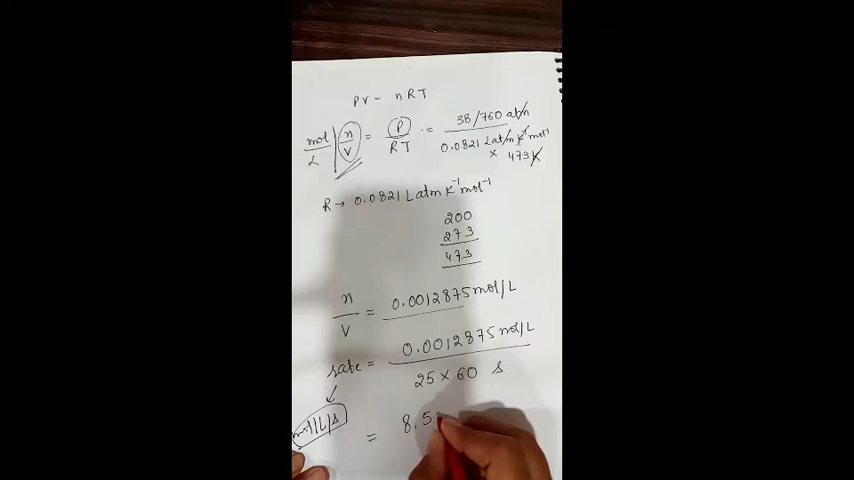 PV = nRT
mol/L | n/V = P/RT = 38/760 atm / 0.0821 L atm K⁻¹ mol⁻¹ × 473 K
R → 0.0821 L atm K⁻¹ mol⁻¹
200
273
473
n/V = 0.0012875 mol/L
rate = 0.0012875 mol/L / 25 × 60 s
mol/L/s
= 8.5